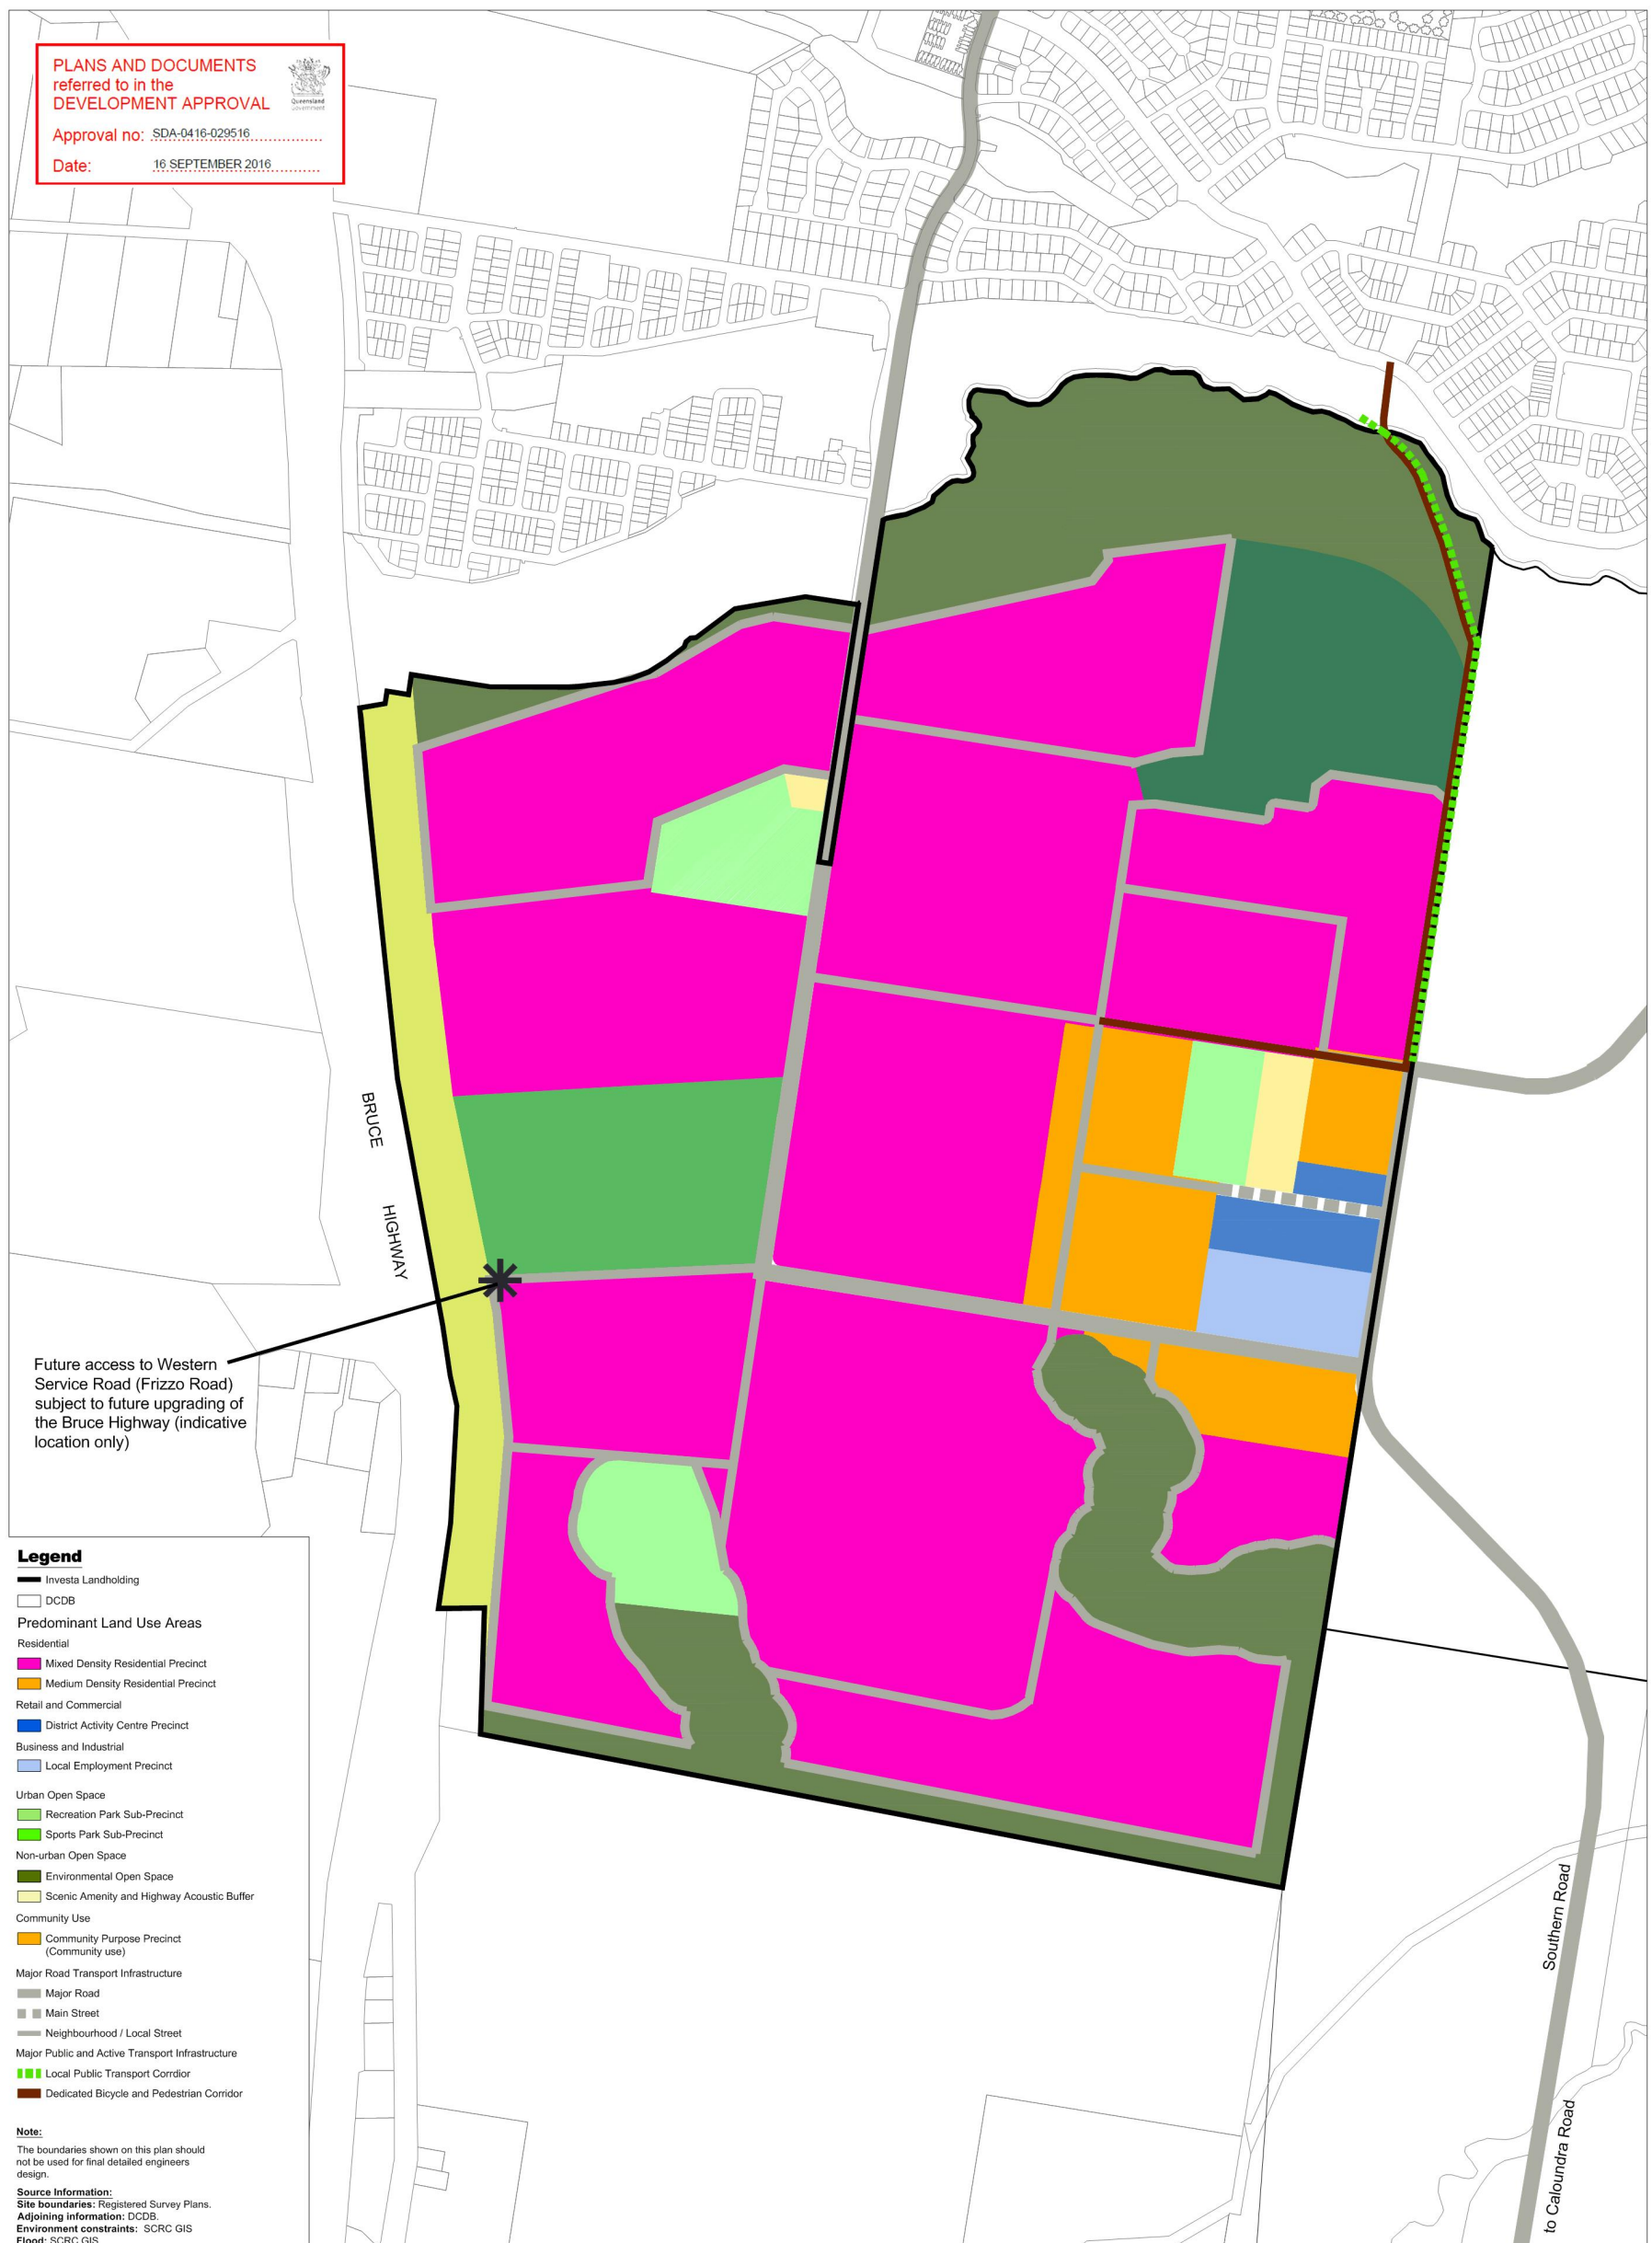 PLANS AND DOCUMENTS
referred to in the
DEVELOPMENT APPROVAL
Queensland
Government
Approval no: SDA-0416-029516
Date: 16 SEPTEMBER 2016
BRUCE
HIGHWAY
Future access to Western
Service Road (Frizzo Road)
subject to future upgrading of
the Bruce Highway (indicative
location only)
Legend
Investa Landholding
DCDB
Predominant Land Use Areas
Residential
Mixed Density Residential Precinct
Medium Density Residential Precinct
Retail and Commercial
District Activity Centre Precinct
Business and Industrial
Local Employment Precinct
Urban Open Space
Recreation Park Sub-Precinct
Sports Park Sub-Precinct
Non-urban Open Space
Environmental Open Space
Scenic Amenity and Highway Acoustic Buffer
Community Use
Community Purpose Precinct
(Community use)
Major Road Transport Infrastructure
Major Road
Main Street
Neighbourhood / Local Street
Major Public and Active Transport Infrastructure
Local Public Transport Corrdior
Dedicated Bicycle and Pedestrian Corridor
Note:
The boundaries shown on this plan should
not be used for final detailed engineers
design.
Source Information:
Site boundaries: Registered Survey Plans.
Adjoining information: DCDB.
Environment constraints: SCRC GIS
Flood: SCRC GIS
Southern Road
to Caloundra Road